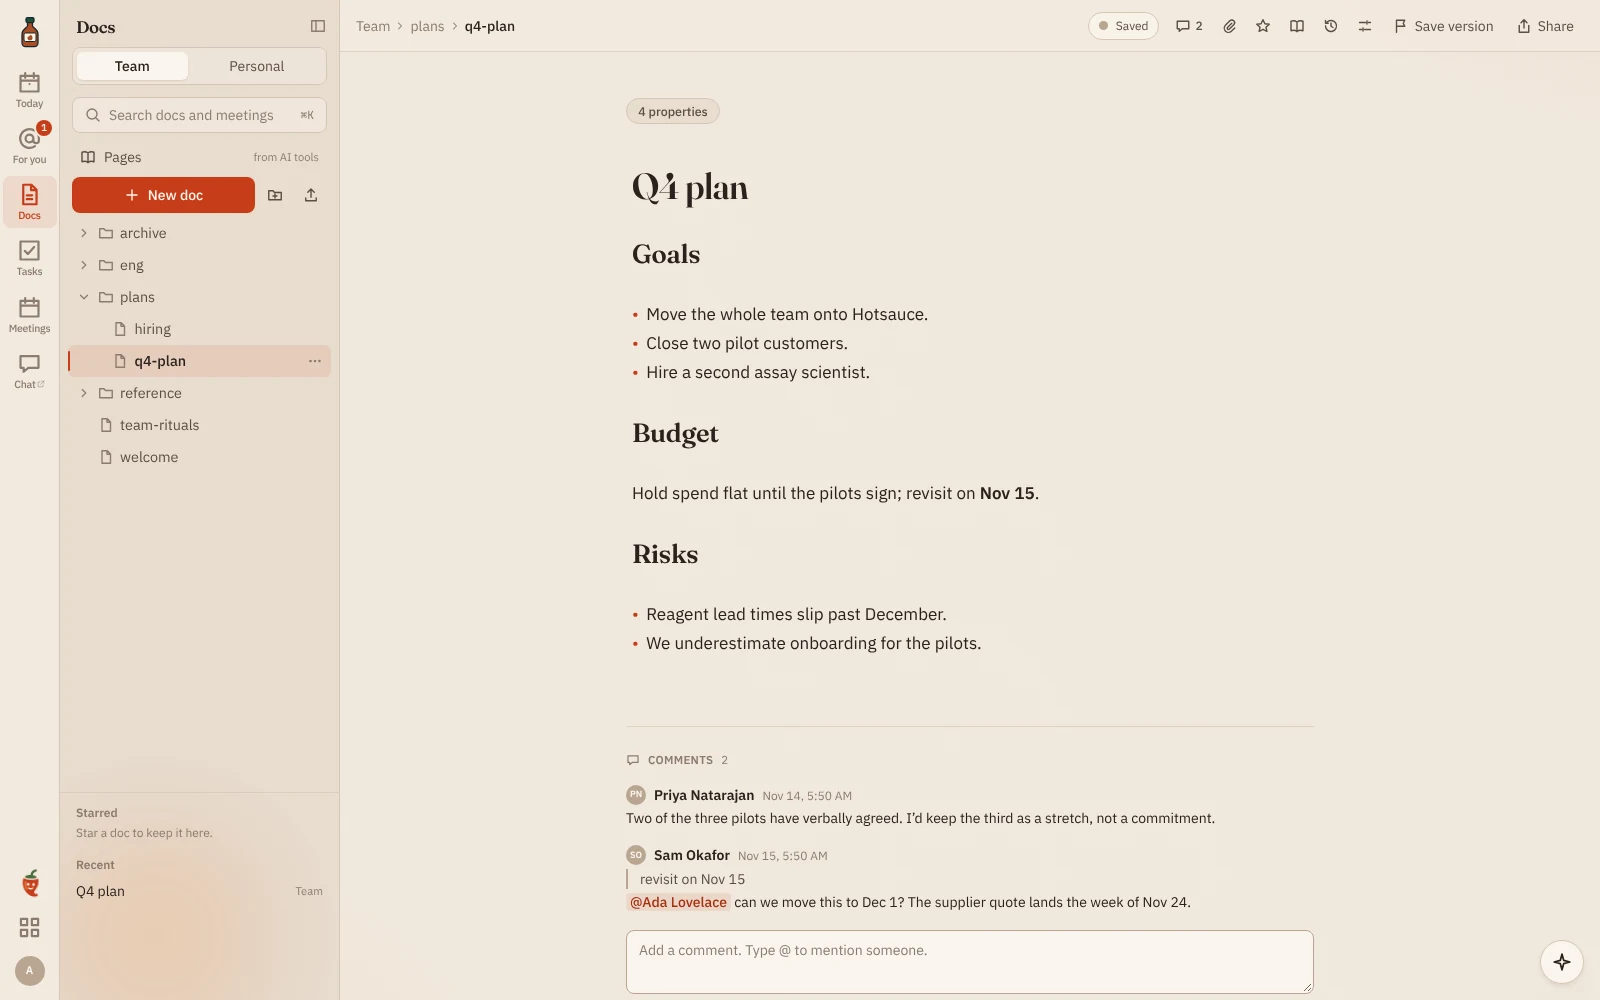 Today
1
For you
Docs
Tasks
Meetings
Chat
A
Docs
Team
Personal
Search docs and meetings
⌘K
Pages
from AI tools
New doc
archive
eng
plans
hiring
q4-plan
reference
team-rituals
welcome
Starred
Star a doc to keep it here.
Recent
Q4 plan
Team
Team
plans
q4-plan
Saved
2
Save version
Share
4 properties
Q4 plan
Goals
• Move the whole team onto Hotsauce.
• Close two pilot customers.
• Hire a second assay scientist.
Budget
Hold spend flat until the pilots sign; revisit on Nov 15.
Risks
• Reagent lead times slip past December.
• We underestimate onboarding for the pilots.
COMMENTS 2
PN Priya Natarajan Nov 14, 5:50 AM
Two of the three pilots have verbally agreed. I’d keep the third as a stretch, not a commitment.
SO Sam Okafor Nov 15, 5:50 AM
revisit on Nov 15
@Ada Lovelace can we move this to Dec 1? The supplier quote lands the week of Nov 24.
Add a comment. Type @ to mention someone.